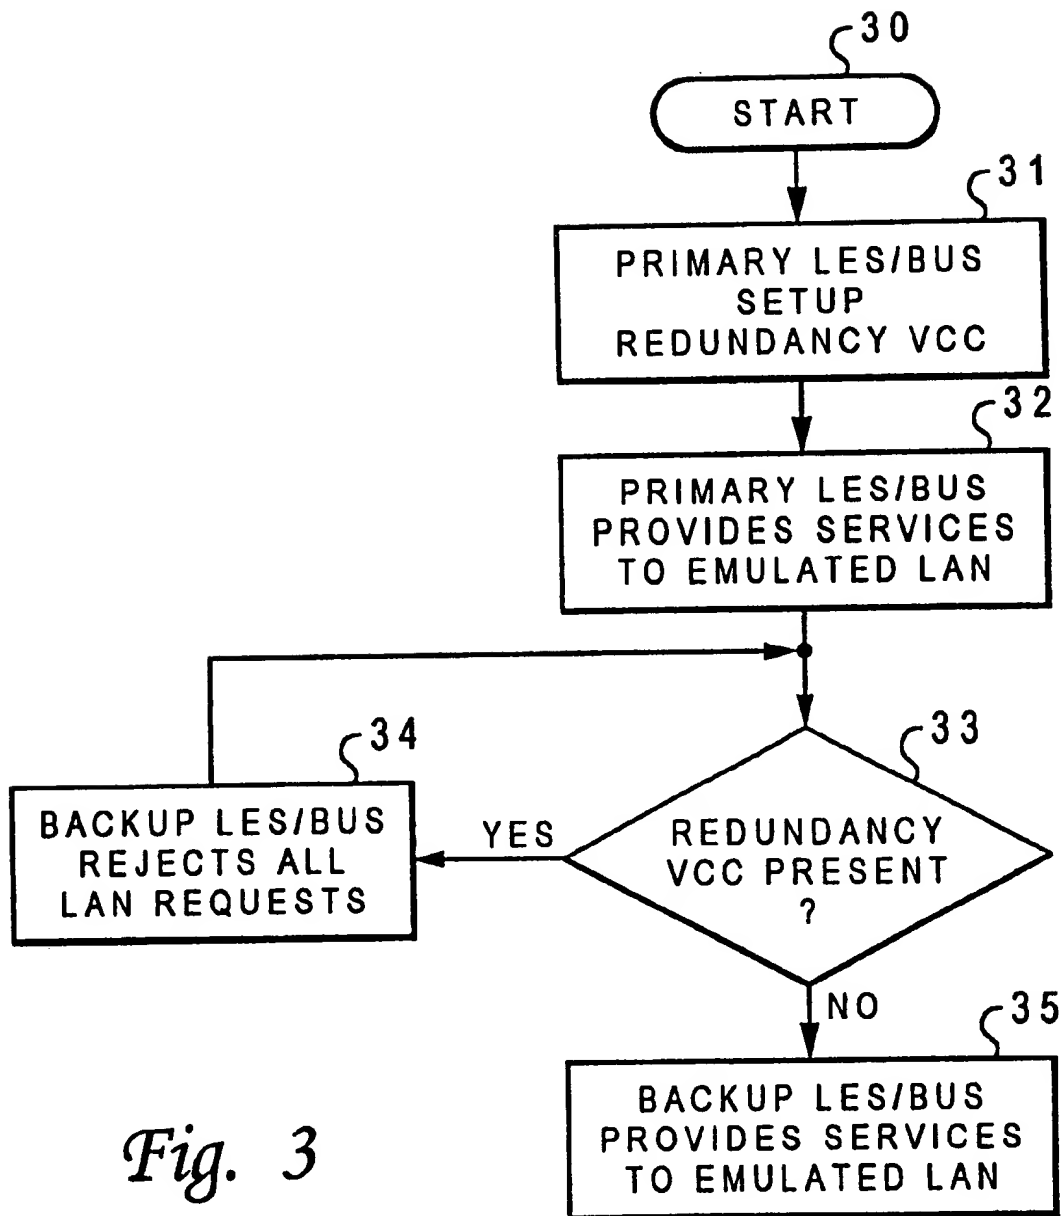 30
START
31
PRIMARY LES/BUS
SETUP
REDUNDANCY VCC
32
PRIMARY LES/BUS
PROVIDES SERVICES
TO EMULATED LAN
33
REDUNDANCY
VCC PRESENT
?
YES
34
BACKUP LES/BUS
REJECTS ALL
LAN REQUESTS
NO
35
BACKUP LES/BUS
PROVIDES SERVICES
TO EMULATED LAN
Fig. 3